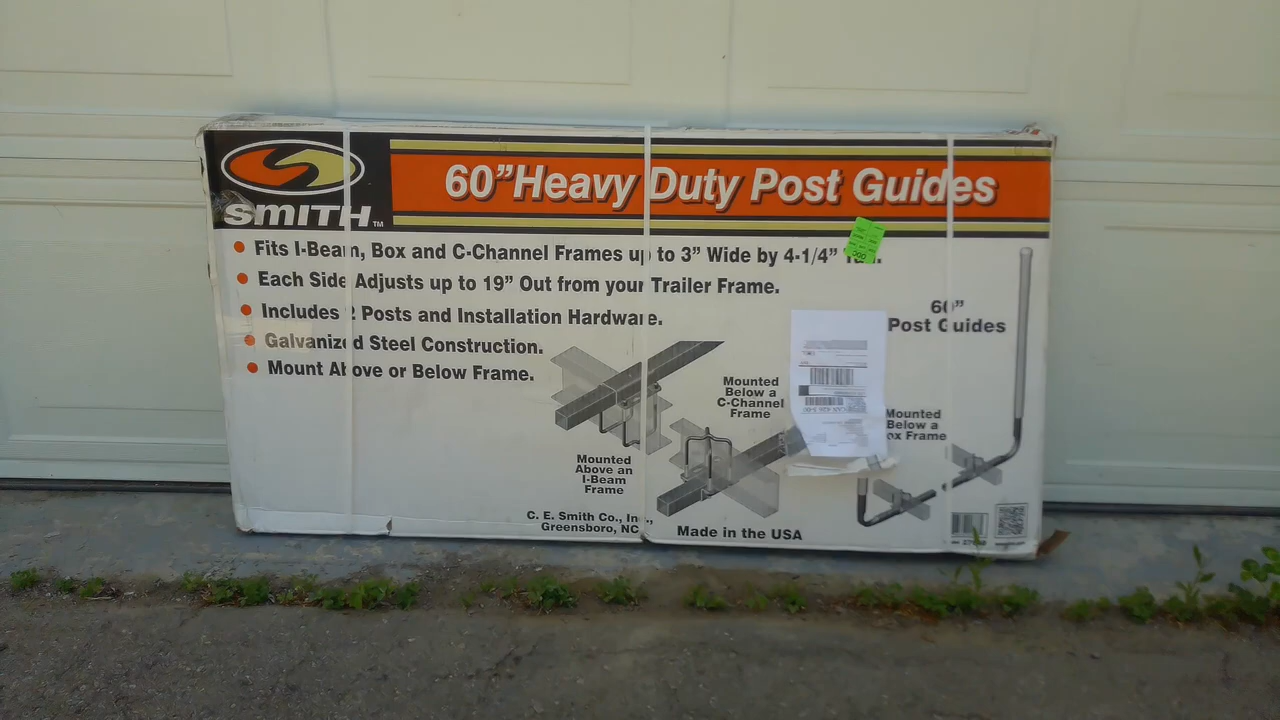 SMITH™
60” Heavy Duty Post Guides
Fits I-Beam, Box and C-Channel Frames up to 3” Wide by 4-1/4”
Each Side Adjusts up to 19” Out from your Trailer Frame.
Includes 2 Posts and Installation Hardware.
Galvanized Steel Construction.
Mount Above or Below Frame.
60”
Post Guides
Mounted
Below a
C-Channel
Frame
Mounted
Below a
Box Frame
Mounted
Above an
I-Beam
Frame
C. E. Smith Co., Inc.,
Greensboro, NC
Made in the USA